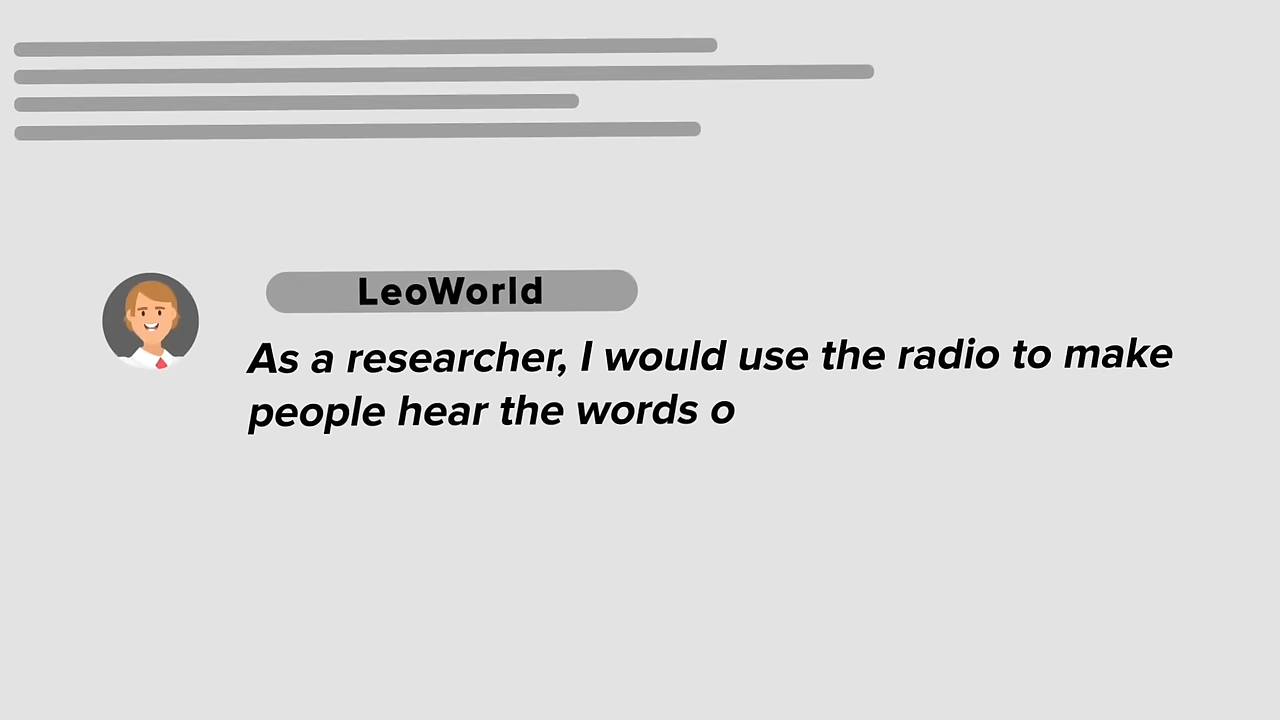 LeoWorld
As a researcher, I would use the radio to make
people hear the words o